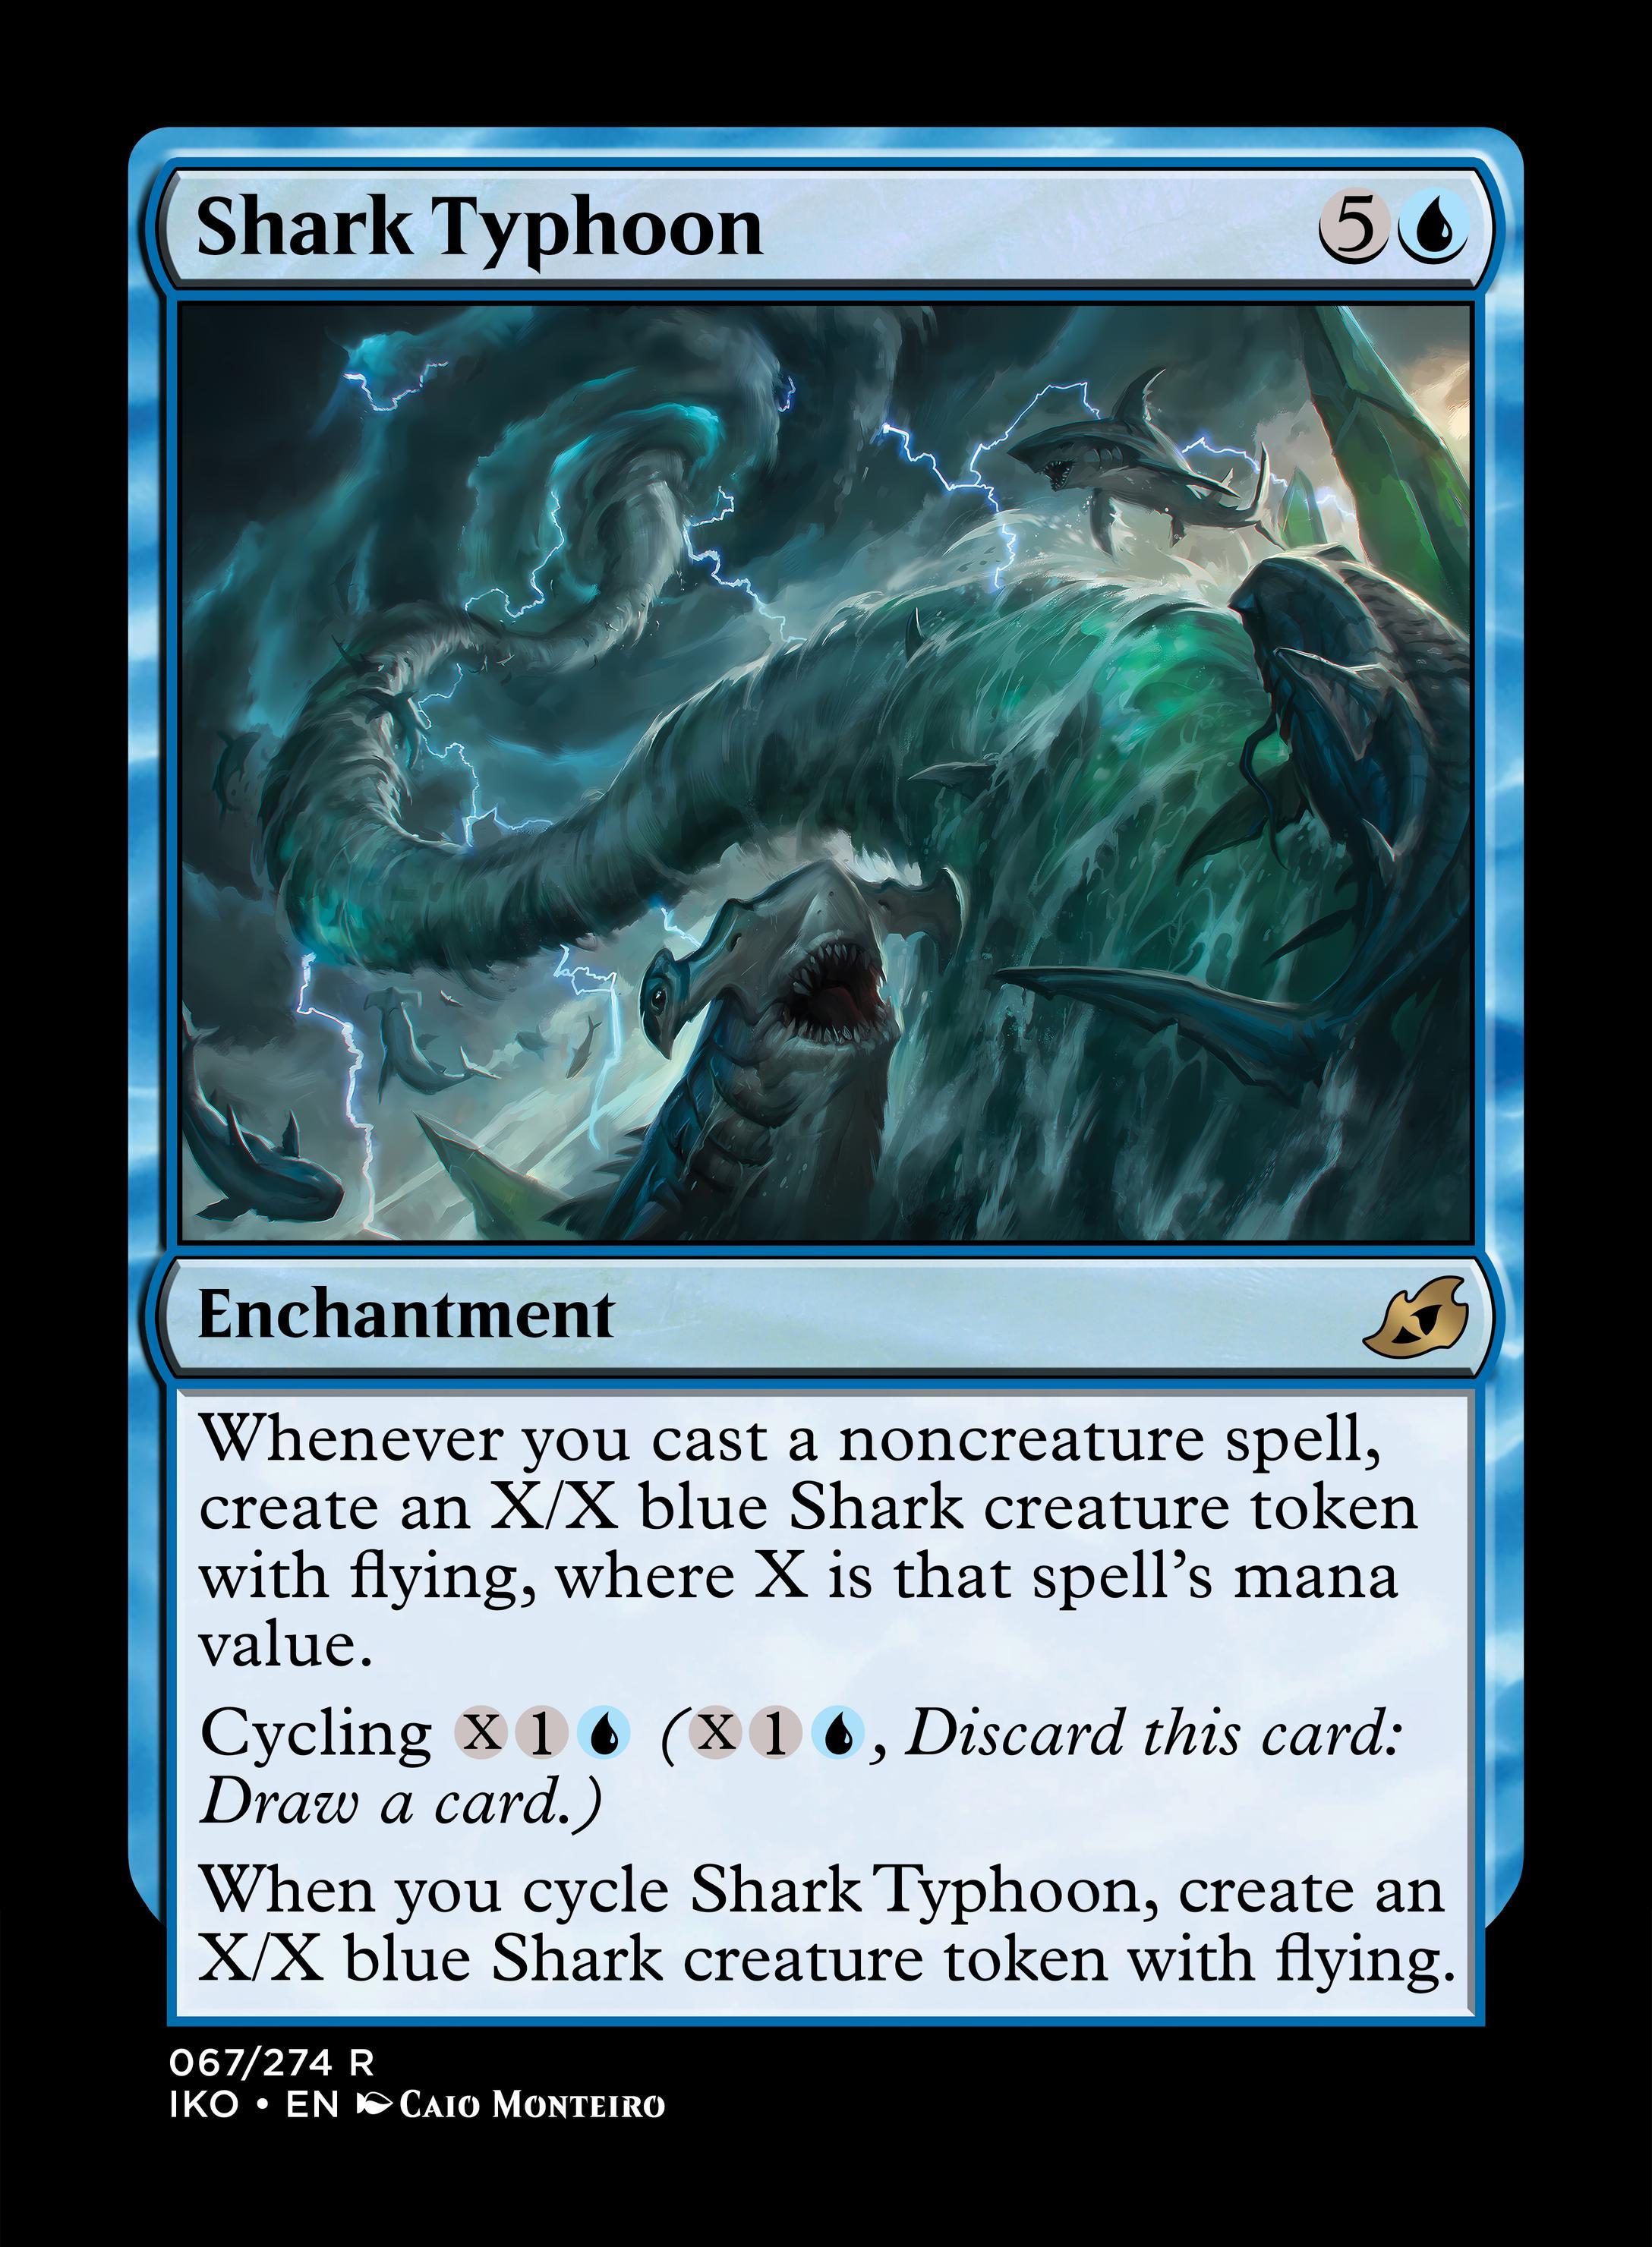 Shark Typhoon 5
Enchantment
Whenever you cast a noncreature spell,
create an X/X blue Shark creature token
with flying, where X is that spell's mana
value.
Cycling X 1 (X 1, Discard this card:
Draw a card.)
When you cycle Shark Typhoon, create an
X/X blue Shark creature token with flying.
067/274 R
IKO • EN Caio Monteiro